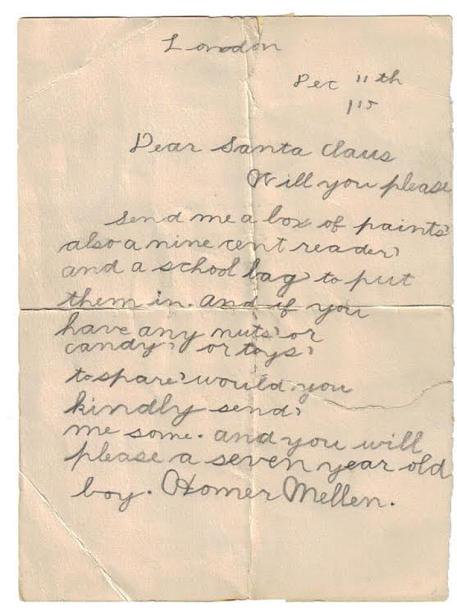 London
Dec 11th
1915
Dear Santa Claus
Will you please
send me a box of paints,
also a nine cent reader,
and a school bag, to put
them in. and if you
have any nuts, or
candy, or toys,
to spare, would you
kindly send,
me some. and you will
please a seven year old
boy. Homer Mellen.